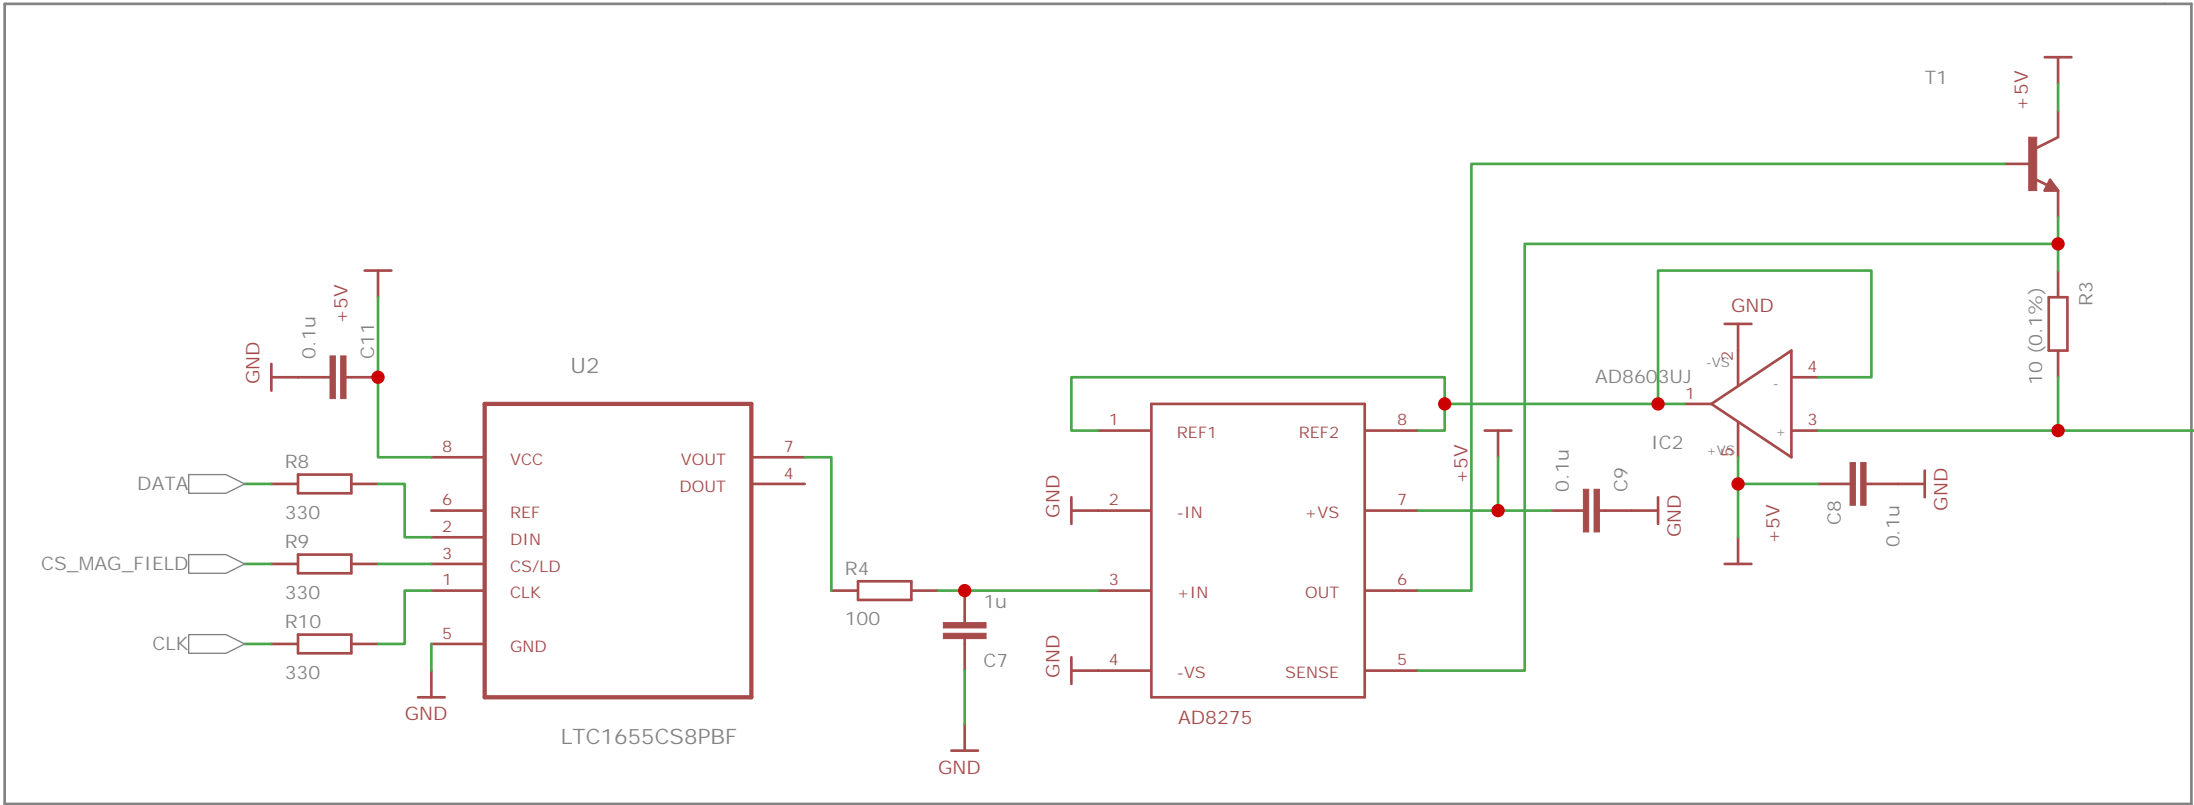 T1
+5V
+5V
0.1u
C11
GND
U2
GND
-VS
2
AD8603UJ
1
4
-
10 (0.1%)
R3
3
+
IC2
+VS
5
+5V
C8
0.1u
GND
8
VCC
VOUT
7
DOUT
4
R8
DATA
330
6
REF
2
DIN
R9
CS_MAG_FIELD
330
3
CS/LD
1
CLK
R10
CLK
330
5
GND
GND
LTC1655CS8PBF
R4
100
1u
C7
GND
1
REF1
REF2
8
GND
2
-IN
+VS
7
+5V
0.1u
C9
GND
3
+IN
OUT
6
GND
4
-VS
SENSE
5
AD8275